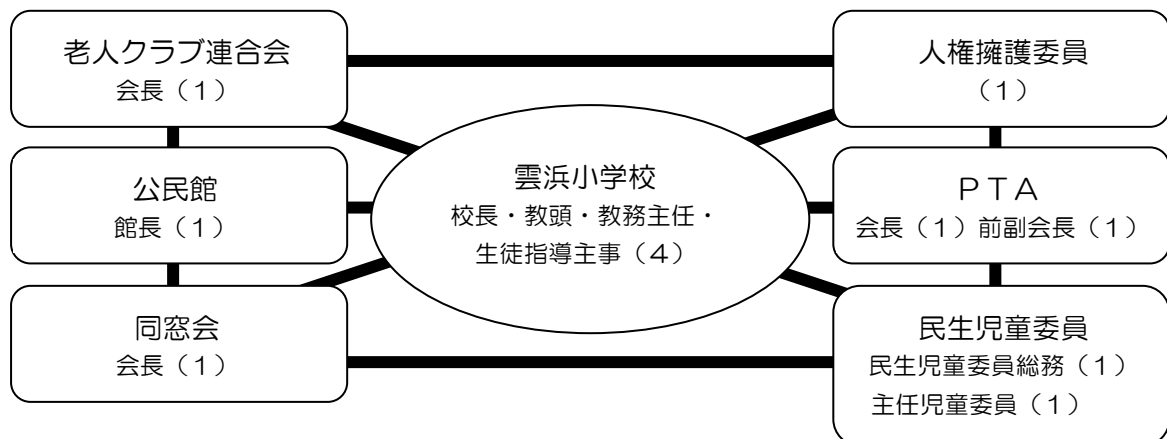 老人クラブ連合会
会長（１）
公民館
館長（１）
同窓会
会長（１）
雲浜小学校
校長・教頭・教務主任・
生徒指導主事（４）
人権擁護委員
（１）
ＰＴＡ
会長（１）前副会長（１）
民生児童委員
民生児童委員総務（１）
主任児童委員（１）